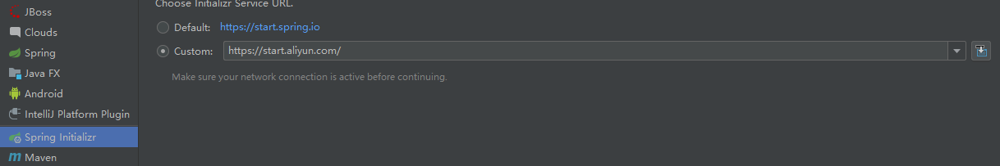 Choose Initializr Service URL.
JBoss
Default: https://start.spring.io
Clouds
Custom: https://start.aliyun.com/
Spring
Java FX
Make sure your network connection is active before continuing.
Android
IntelliJ Platform Plugin
Spring Initializr
m Maven